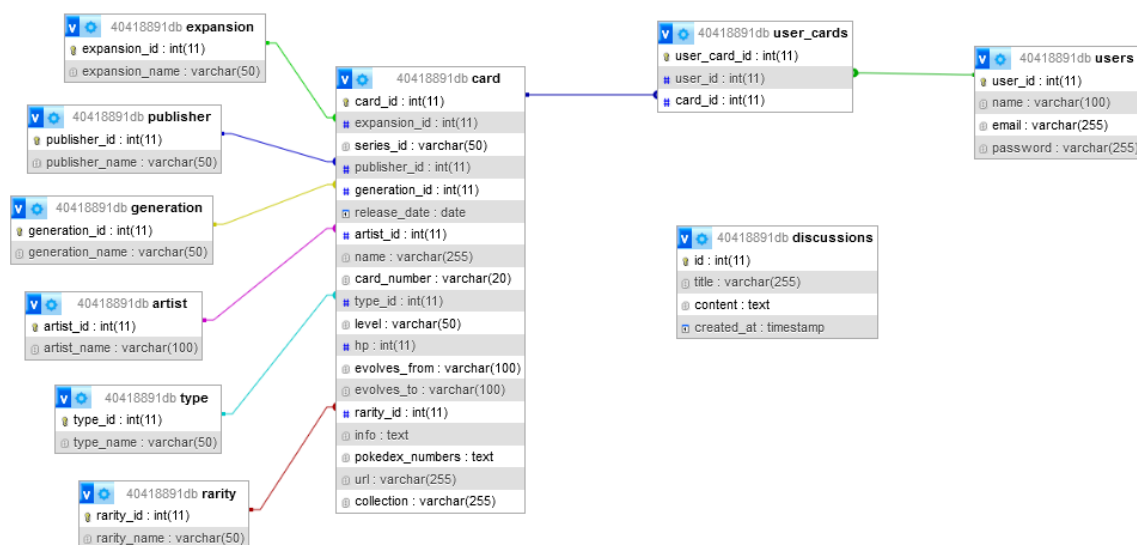 40418891db expansion
expansion_id : int(11)
expansion_name : varchar(50)
40418891db publisher
publisher_id : int(11)
publisher_name : varchar(50)
40418891db generation
generation_id : int(11)
generation_name : varchar(50)
40418891db artist
artist_id : int(11)
artist_name : varchar(100)
40418891db type
type_id : int(11)
type_name : varchar(50)
40418891db rarity
rarity_id : int(11)
rarity_name : varchar(50)
40418891db card
card_id : int(11)
expansion_id : int(11)
series_id : varchar(50)
publisher_id : int(11)
generation_id : int(11)
release_date : date
artist_id : int(11)
name : varchar(255)
card_number : varchar(20)
type_id : int(11)
level : varchar(50)
hp : int(11)
evolves_from : varchar(100)
evolves_to : varchar(100)
rarity_id : int(11)
info : text
pokedex_numbers : text
url : varchar(255)
collection : varchar(255)
40418891db user_cards
user_card_id : int(11)
user_id : int(11)
card_id : int(11)
40418891db users
user_id : int(11)
name : varchar(100)
email : varchar(255)
password : varchar(255)
40418891db discussions
id : int(11)
title : varchar(255)
content : text
created_at : timestamp